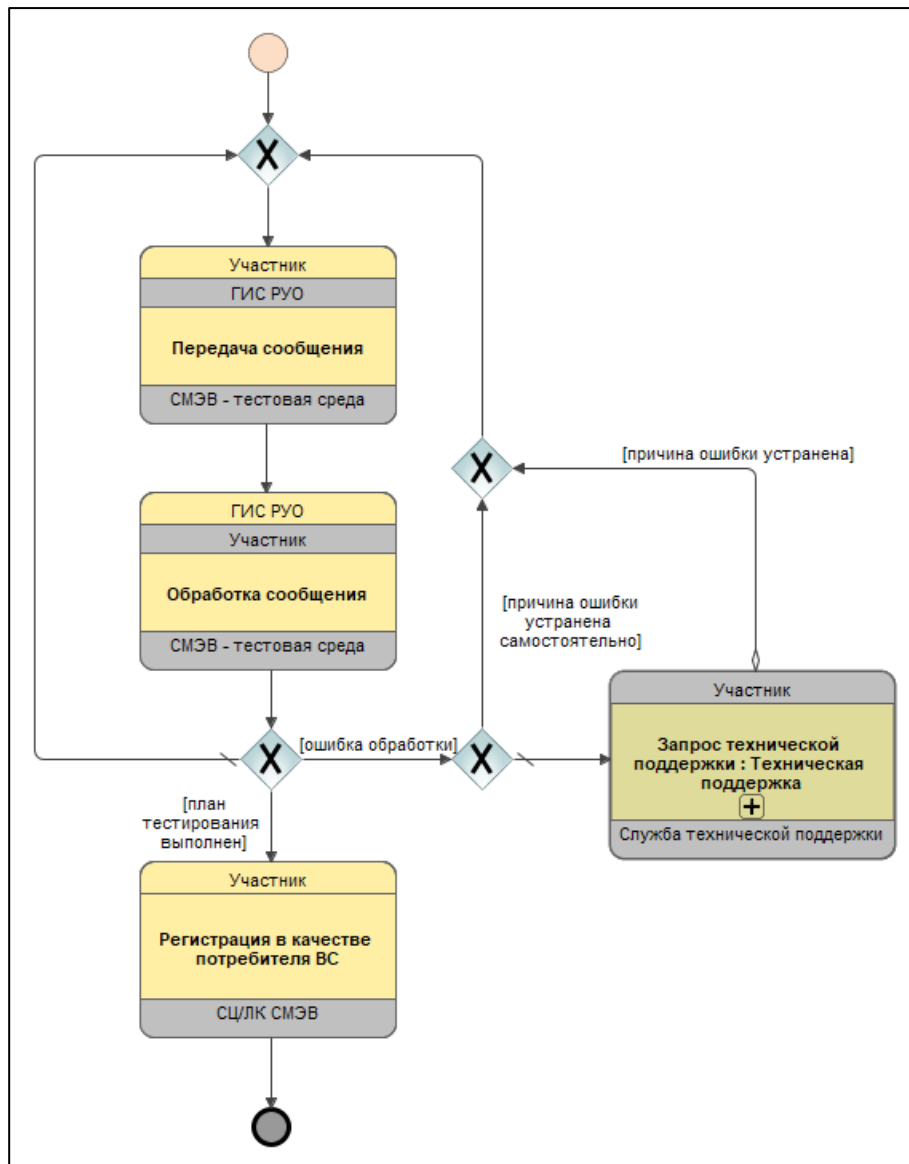 Участник
ГИС РУО
Передача сообщения
СМЭВ - тестовая среда
[причина ошибки устранена]
ГИС РУО
Участник
Обработка сообщения
СМЭВ - тестовая среда
[причина ошибки
устранена
самостоятельно]
[ошибка обработки]
Участник
Запрос технической
поддержки : Техническая
поддержка
Служба технической поддержки
[план
тестирования
выполнен]
Участник
Регистрация в качестве
потребителя ВС
СЦ/ЛК СМЭВ